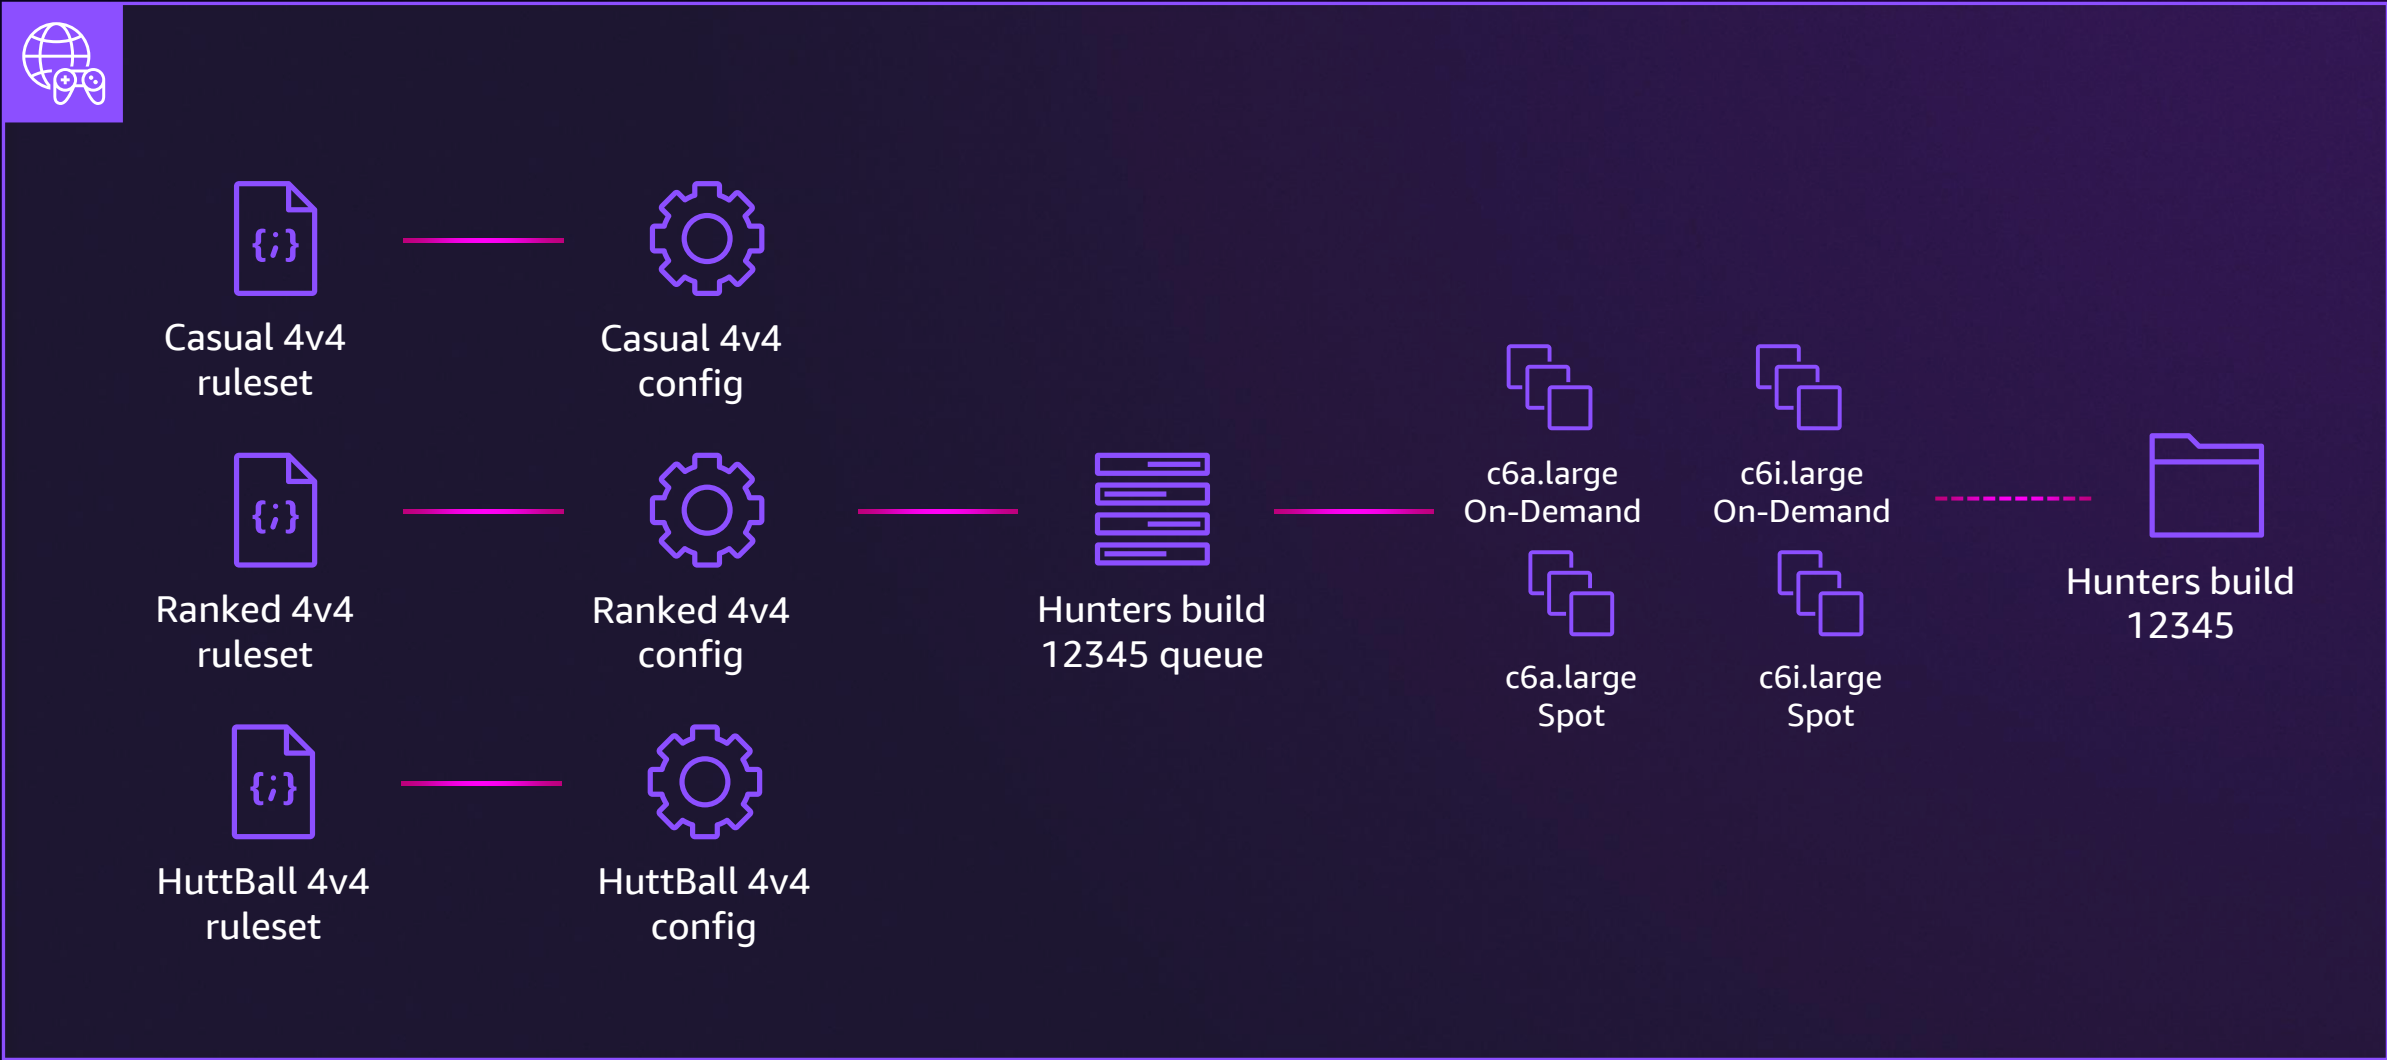 Casual 4v4
ruleset
Casual 4v4
config
Ranked 4v4
ruleset
Ranked 4v4
config
HuttBall 4v4
ruleset
HuttBall 4v4
config
Hunters build
12345 queue
c6a.large
On-Demand
c6i.large
On-Demand
c6a.large
Spot
c6i.large
Spot
Hunters build
12345